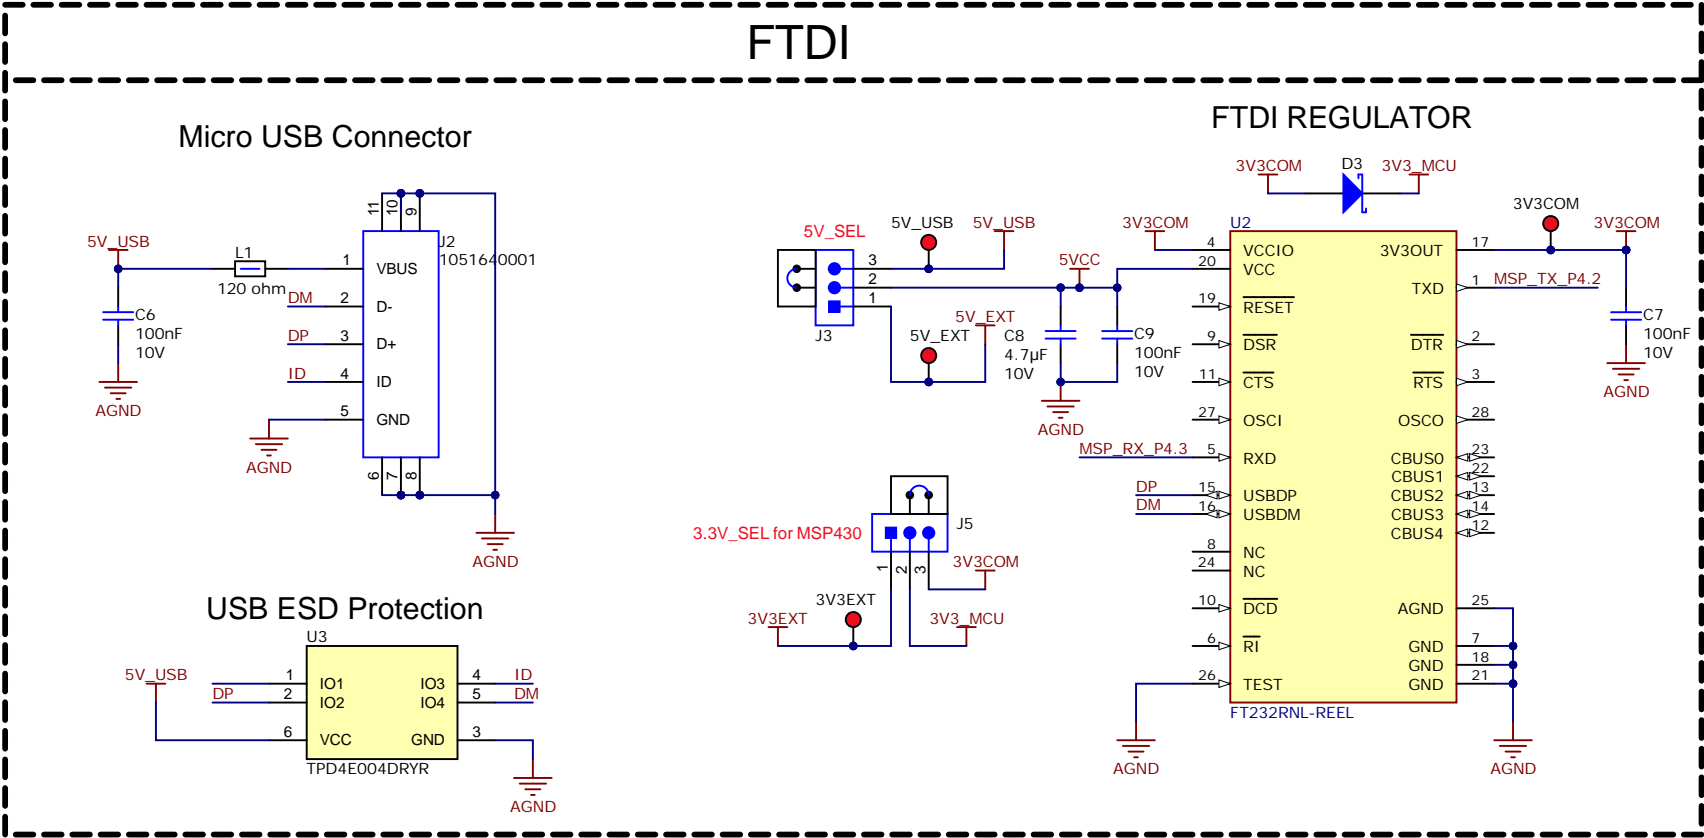 FTDI
Micro USB Connector
FTDI REGULATOR
3V3COM
D3
3V3_MCU
11
10
9
5V_USB
L1
120 ohm
C6
100nF
10V
AGND
J2
1051640001
1
VBUS
DM
2
D-
DP
3
D+
ID
4
ID
5
GND
AGND
6
7
8
AGND
5V_SEL
5V_USB
5V_USB
3
2
1
J3
5V_EXT
5V_EXT
5VCC
C8
4.7µF
10V
C9
100nF
10V
AGND
3V3COM
U2
4
VCCIO
20
VCC
19
RESET
9
DSR
11
CTS
27
OSCI
MSP_RX_P4.3
5
RXD
DP
15
USBDP
DM
16
USBDM
8
NC
24
NC
10
DCD
6
RI
26
TEST
AGND
FT232RNL-REEL
3V3OUT
17
3V3COM
3V3COM
TXD
1
MSP_TX_P4.2
C7
100nF
10V
AGND
DTR
2
RTS
3
OSCO
28
CBUS0
23
CBUS1
22
CBUS2
13
CBUS3
14
CBUS4
12
AGND
25
GND
7
GND
18
GND
21
AGND
3.3V_SEL for MSP430
J5
1
2
3
3V3COM
3V3EXT
3V3EXT
3V3_MCU
USB ESD Protection
U3
5V_USB
1
IO1
DP
2
IO2
6
VCC
IO3
4
ID
IO4
5
DM
GND
3
TPD4E004DRYR
AGND